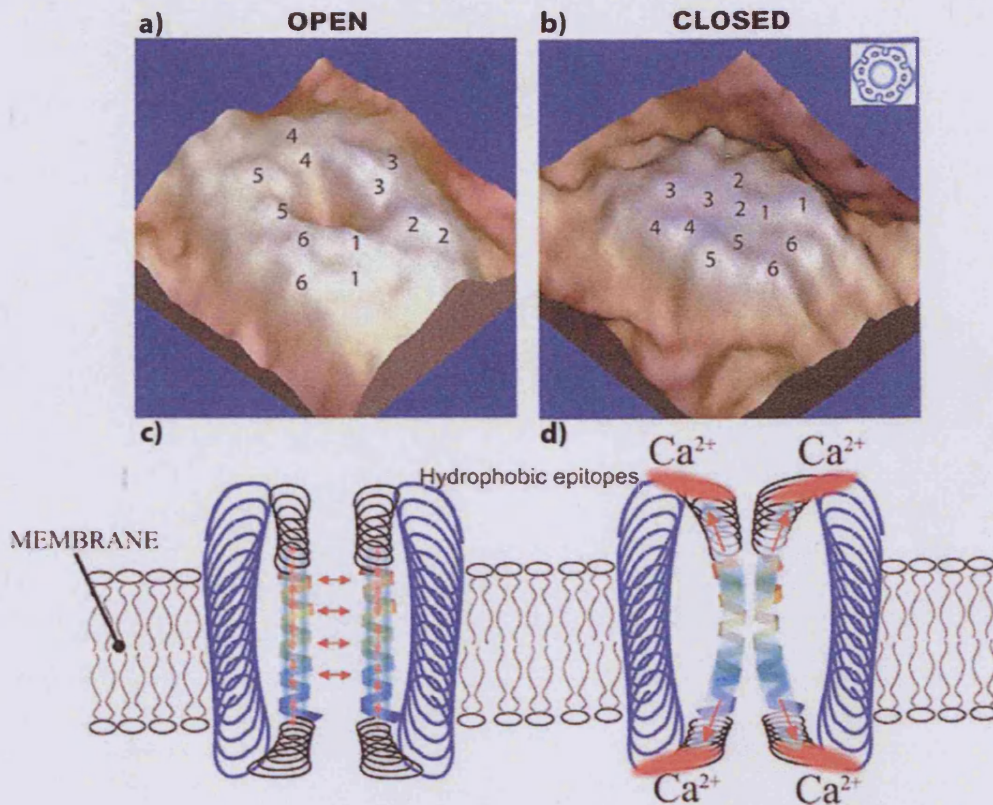 a) OPEN
b) CLOSED
4
4 3
5 3
5 2 2
6 1
6 1
2
3 3 1 1
2
4 4 5 6
5 6
c)
d)
Ca²⁺ Ca²⁺
Hydrophobic epitopes
MEMBRANE
Ca²⁺ Ca²⁺